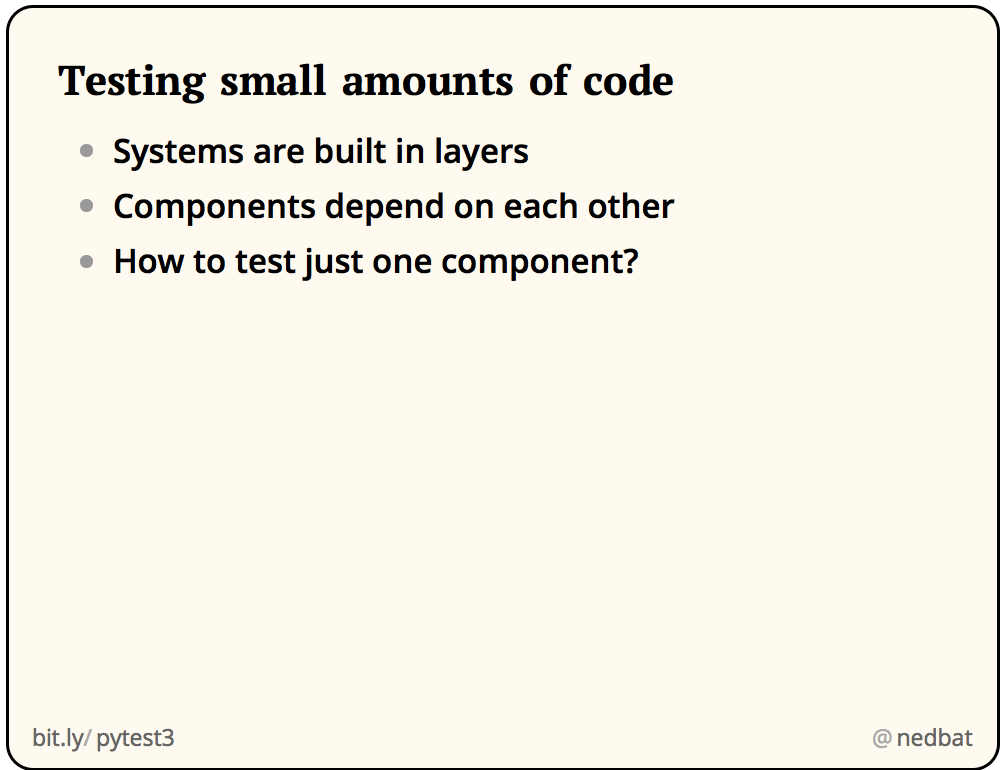 Testing small amounts of code
Systems are built in layers
Components depend on each other
How to test just one component?
bit.ly/pytest3
@nedbat